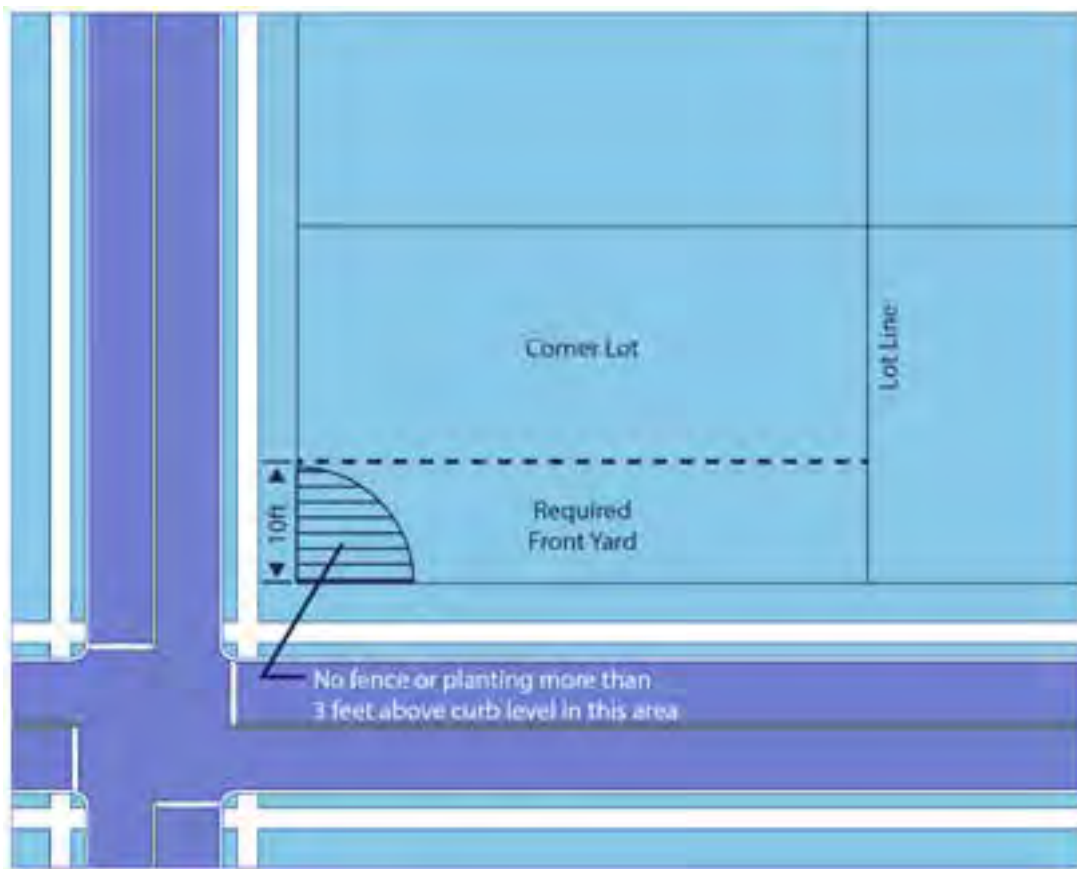 Corner Lot
Lot Line
10ft
Required
Front Yard
No fence or planting more than
3 feet above curb level in this area